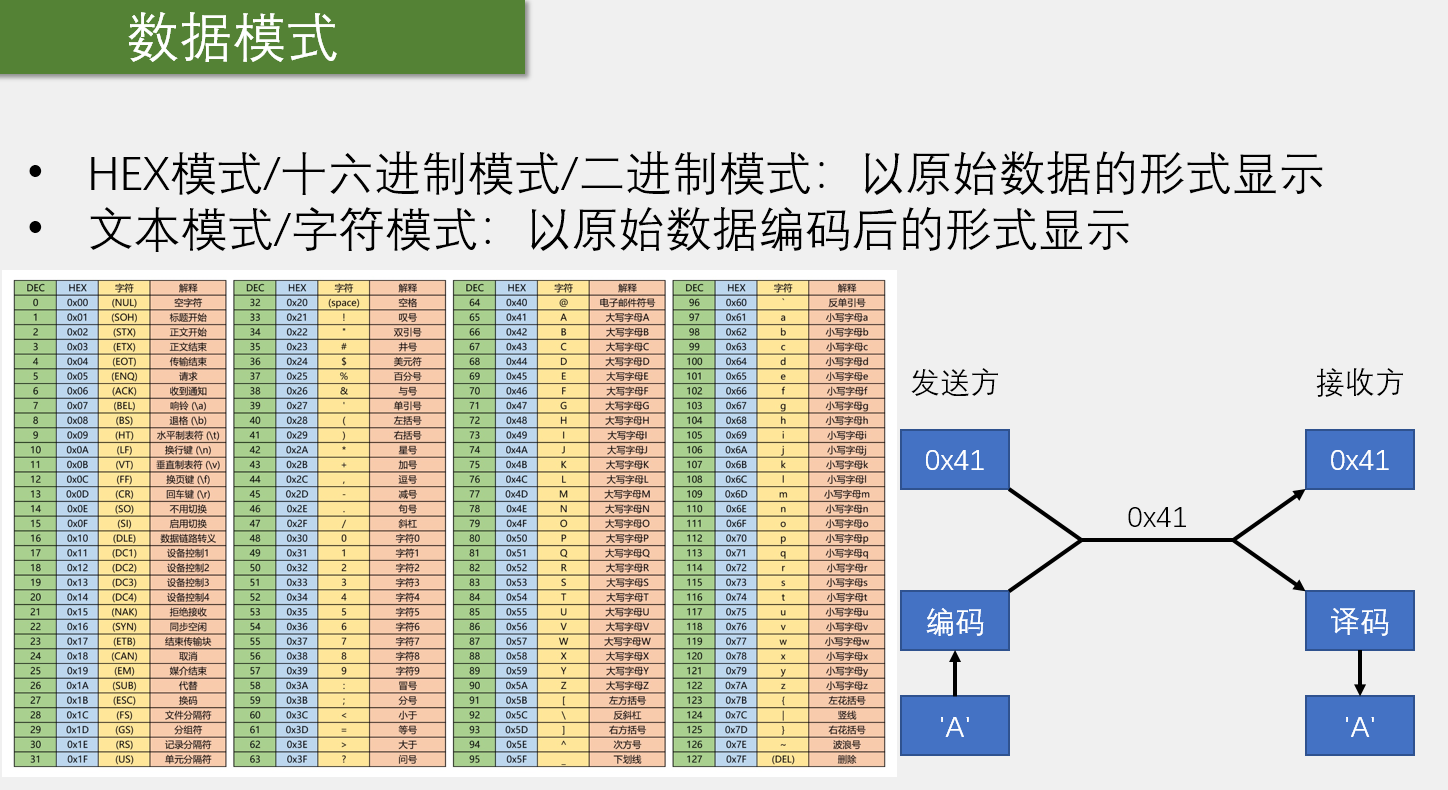 数据模式
• HEX模式/十六进制模式/二进制模式：以原始数据的形式显示
• 文本模式/字符模式：以原始数据编码后的形式显示
DEC HEX 字符 解释 DEC HEX 字符 解释 DEC HEX 字符 解释 DEC HEX 字符 解释
0 0x00 (NUL) 空字符 32 0x20 (space) 空格 64 0x40 @ 电子邮件符号 96 0x60 ` 反单引号
1 0x01 (SOH) 标题开始 33 0x21 ! 叹号 65 0x41 A 大写字母A 97 0x61 a 小写字母a
2 0x02 (STX) 正文开始 34 0x22 " 双引号 66 0x42 B 大写字母B 98 0x62 b 小写字母b
3 0x03 (ETX) 正文结束 35 0x23 # 井号 67 0x43 C 大写字母C 99 0x63 c 小写字母c
4 0x04 (EOT) 传输结束 36 0x24 $ 美元符 68 0x44 D 大写字母D 100 0x64 d 小写字母d
5 0x05 (ENQ) 请求 37 0x25 % 百分号 69 0x45 E 大写字母E 101 0x65 e 小写字母e
6 0x06 (ACK) 收到通知 38 0x26 & 与号 70 0x46 F 大写字母F 102 0x66 f 小写字母f
7 0x07 (BEL) 响铃 (\a) 39 0x27 ' 单引号 71 0x47 G 大写字母G 103 0x67 g 小写字母g
8 0x08 (BS) 退格 (\b) 40 0x28 ( 左括号 72 0x48 H 大写字母H 104 0x68 h 小写字母h
9 0x09 (HT) 水平制表符 (\t) 41 0x29 ) 右括号 73 0x49 I 大写字母I 105 0x69 i 小写字母i
10 0x0A (LF) 换行键 (\n) 42 0x2A * 星号 74 0x4A J 大写字母J 106 0x6A j 小写字母j
11 0x0B (VT) 垂直制表符 (\v) 43 0x2B + 加号 75 0x4B K 大写字母K 107 0x6B k 小写字母k
12 0x0C (FF) 换页键 (\f) 44 0x2C , 逗号 76 0x4C L 大写字母L 108 0x6C l 小写字母l
13 0x0D (CR) 回车键 (\r) 45 0x2D - 减号 77 0x4D M 大写字母M 109 0x6D m 小写字母m
14 0x0E (SO) 不用切换 46 0x2E . 句号 78 0x4E N 大写字母N 110 0x6E n 小写字母n
15 0x0F (SI) 启用切换 47 0x2F / 斜杠 79 0x4F O 大写字母O 111 0x6F o 小写字母o
16 0x10 (DLE) 数据链路转义 48 0x30 0 字符0 80 0x50 P 大写字母P 112 0x70 p 小写字母p
17 0x11 (DC1) 设备控制1 49 0x31 1 字符1 81 0x51 Q 大写字母Q 113 0x71 q 小写字母q
18 0x12 (DC2) 设备控制2 50 0x32 2 字符2 82 0x52 R 大写字母R 114 0x72 r 小写字母r
19 0x13 (DC3) 设备控制3 51 0x33 3 字符3 83 0x53 S 大写字母S 115 0x73 s 小写字母s
20 0x14 (DC4) 设备控制4 52 0x34 4 字符4 84 0x54 T 大写字母T 116 0x74 t 小写字母t
21 0x15 (NAK) 拒绝接收 53 0x35 5 字符5 85 0x55 U 大写字母U 117 0x75 u 小写字母u
22 0x16 (SYN) 同步空闲 54 0x36 6 字符6 86 0x56 V 大写字母V 118 0x76 v 小写字母v
23 0x17 (ETB) 结束传输块 55 0x37 7 字符7 87 0x57 W 大写字母W 119 0x77 w 小写字母w
24 0x18 (CAN) 取消 56 0x38 8 字符8 88 0x58 X 大写字母X 120 0x78 x 小写字母x
25 0x19 (EM) 媒介结束 57 0x39 9 字符9 89 0x59 Y 大写字母Y 121 0x79 y 小写字母y
26 0x1A (SUB) 代替 58 0x3A : 冒号 90 0x5A Z 大写字母Z 122 0x7A z 小写字母z
27 0x1B (ESC) 换码 59 0x3B ; 分号 91 0x5B [ 左方括号 123 0x7B { 左花括号
28 0x1C (FS) 文件分隔符 60 0x3C < 小于 92 0x5C \ 反斜杠 124 0x7C | 竖线
29 0x1D (GS) 分组符 61 0x3D = 等号 93 0x5D ] 右方括号 125 0x7D } 右花括号
30 0x1E (RS) 记录分隔符 62 0x3E > 大于 94 0x5E ^ 次方号 126 0x7E ~ 波浪号
31 0x1F (US) 单元分隔符 63 0x3F ? 问号 95 0x5F _ 下划线 127 0x7F (DEL) 删除
发送方 接收方
0x41 0x41
0x41
编码 译码
'A' 'A'